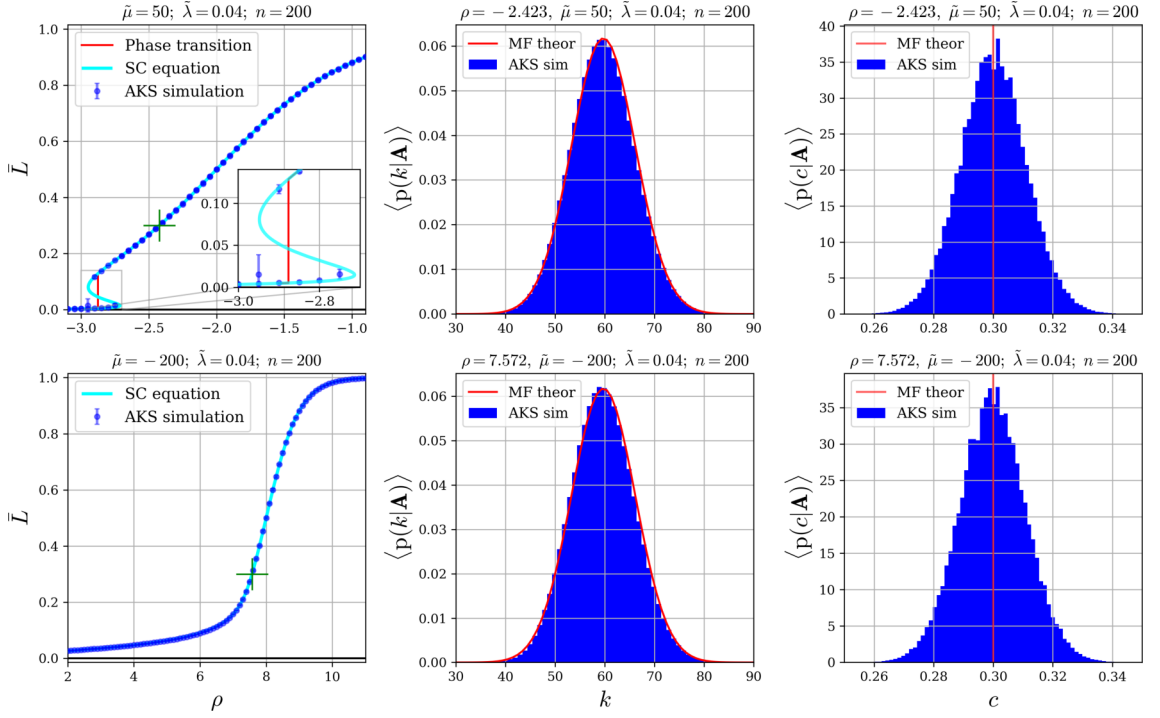 μ̃ = 50; λ̃ = 0.04; n = 200
1.0
0.8
0.6
0.4
0.2
0.0
L̄
Phase transition
SC equation
AKS simulation
0.10
0.05
0.00
−3.0
−2.8
−3.0
−2.5
−2.0
−1.5
−1.0
ρ = −2.423, μ̃ = 50; λ̃ = 0.04; n = 200
0.06
0.05
0.04
0.03
0.02
0.01
0.00
⟨p(k|A)⟩
MF theor
AKS sim
30
40
50
60
70
80
90
ρ = −2.423, μ̃ = 50; λ̃ = 0.04; n = 200
40
35
30
25
20
15
10
5
0
⟨p(c|A)⟩
MF theor
AKS sim
0.26
0.28
0.30
0.32
0.34
μ̃ = −200; λ̃ = 0.04; n = 200
1.0
0.8
0.6
0.4
0.2
0.0
L̄
SC equation
AKS simulation
2
4
6
8
10
ρ
ρ = 7.572, μ̃ = −200; λ̃ = 0.04; n = 200
0.06
0.05
0.04
0.03
0.02
0.01
0.00
⟨p(k|A)⟩
MF theor
AKS sim
30
40
50
60
70
80
90
k
ρ = 7.572, μ̃ = −200; λ̃ = 0.04; n = 200
35
30
25
20
15
10
5
0
⟨p(c|A)⟩
MF theor
AKS sim
0.26
0.28
0.30
0.32
0.34
c